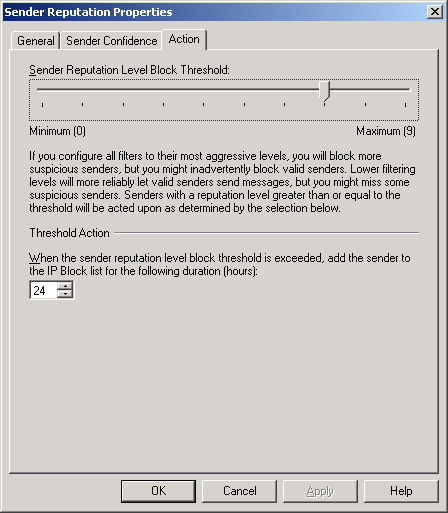 Sender Reputation Properties
General Sender Confidence Action
Sender Reputation Level Block Threshold:
Minimum (0) Maximum (9)
If you configure all filters to their most aggressive levels, you will block more
suspicious senders, but you might inadvertently block valid senders. Lower filtering
levels will more reliably let valid senders send messages, but you might miss some
suspicious senders. Senders with a reputation level greater than or equal to the
threshold will be acted upon as determined by the selection below.
Threshold Action
When the sender reputation level block threshold is exceeded, add the sender to
the IP Block list for the following duration (hours):
24
OK Cancel Apply Help